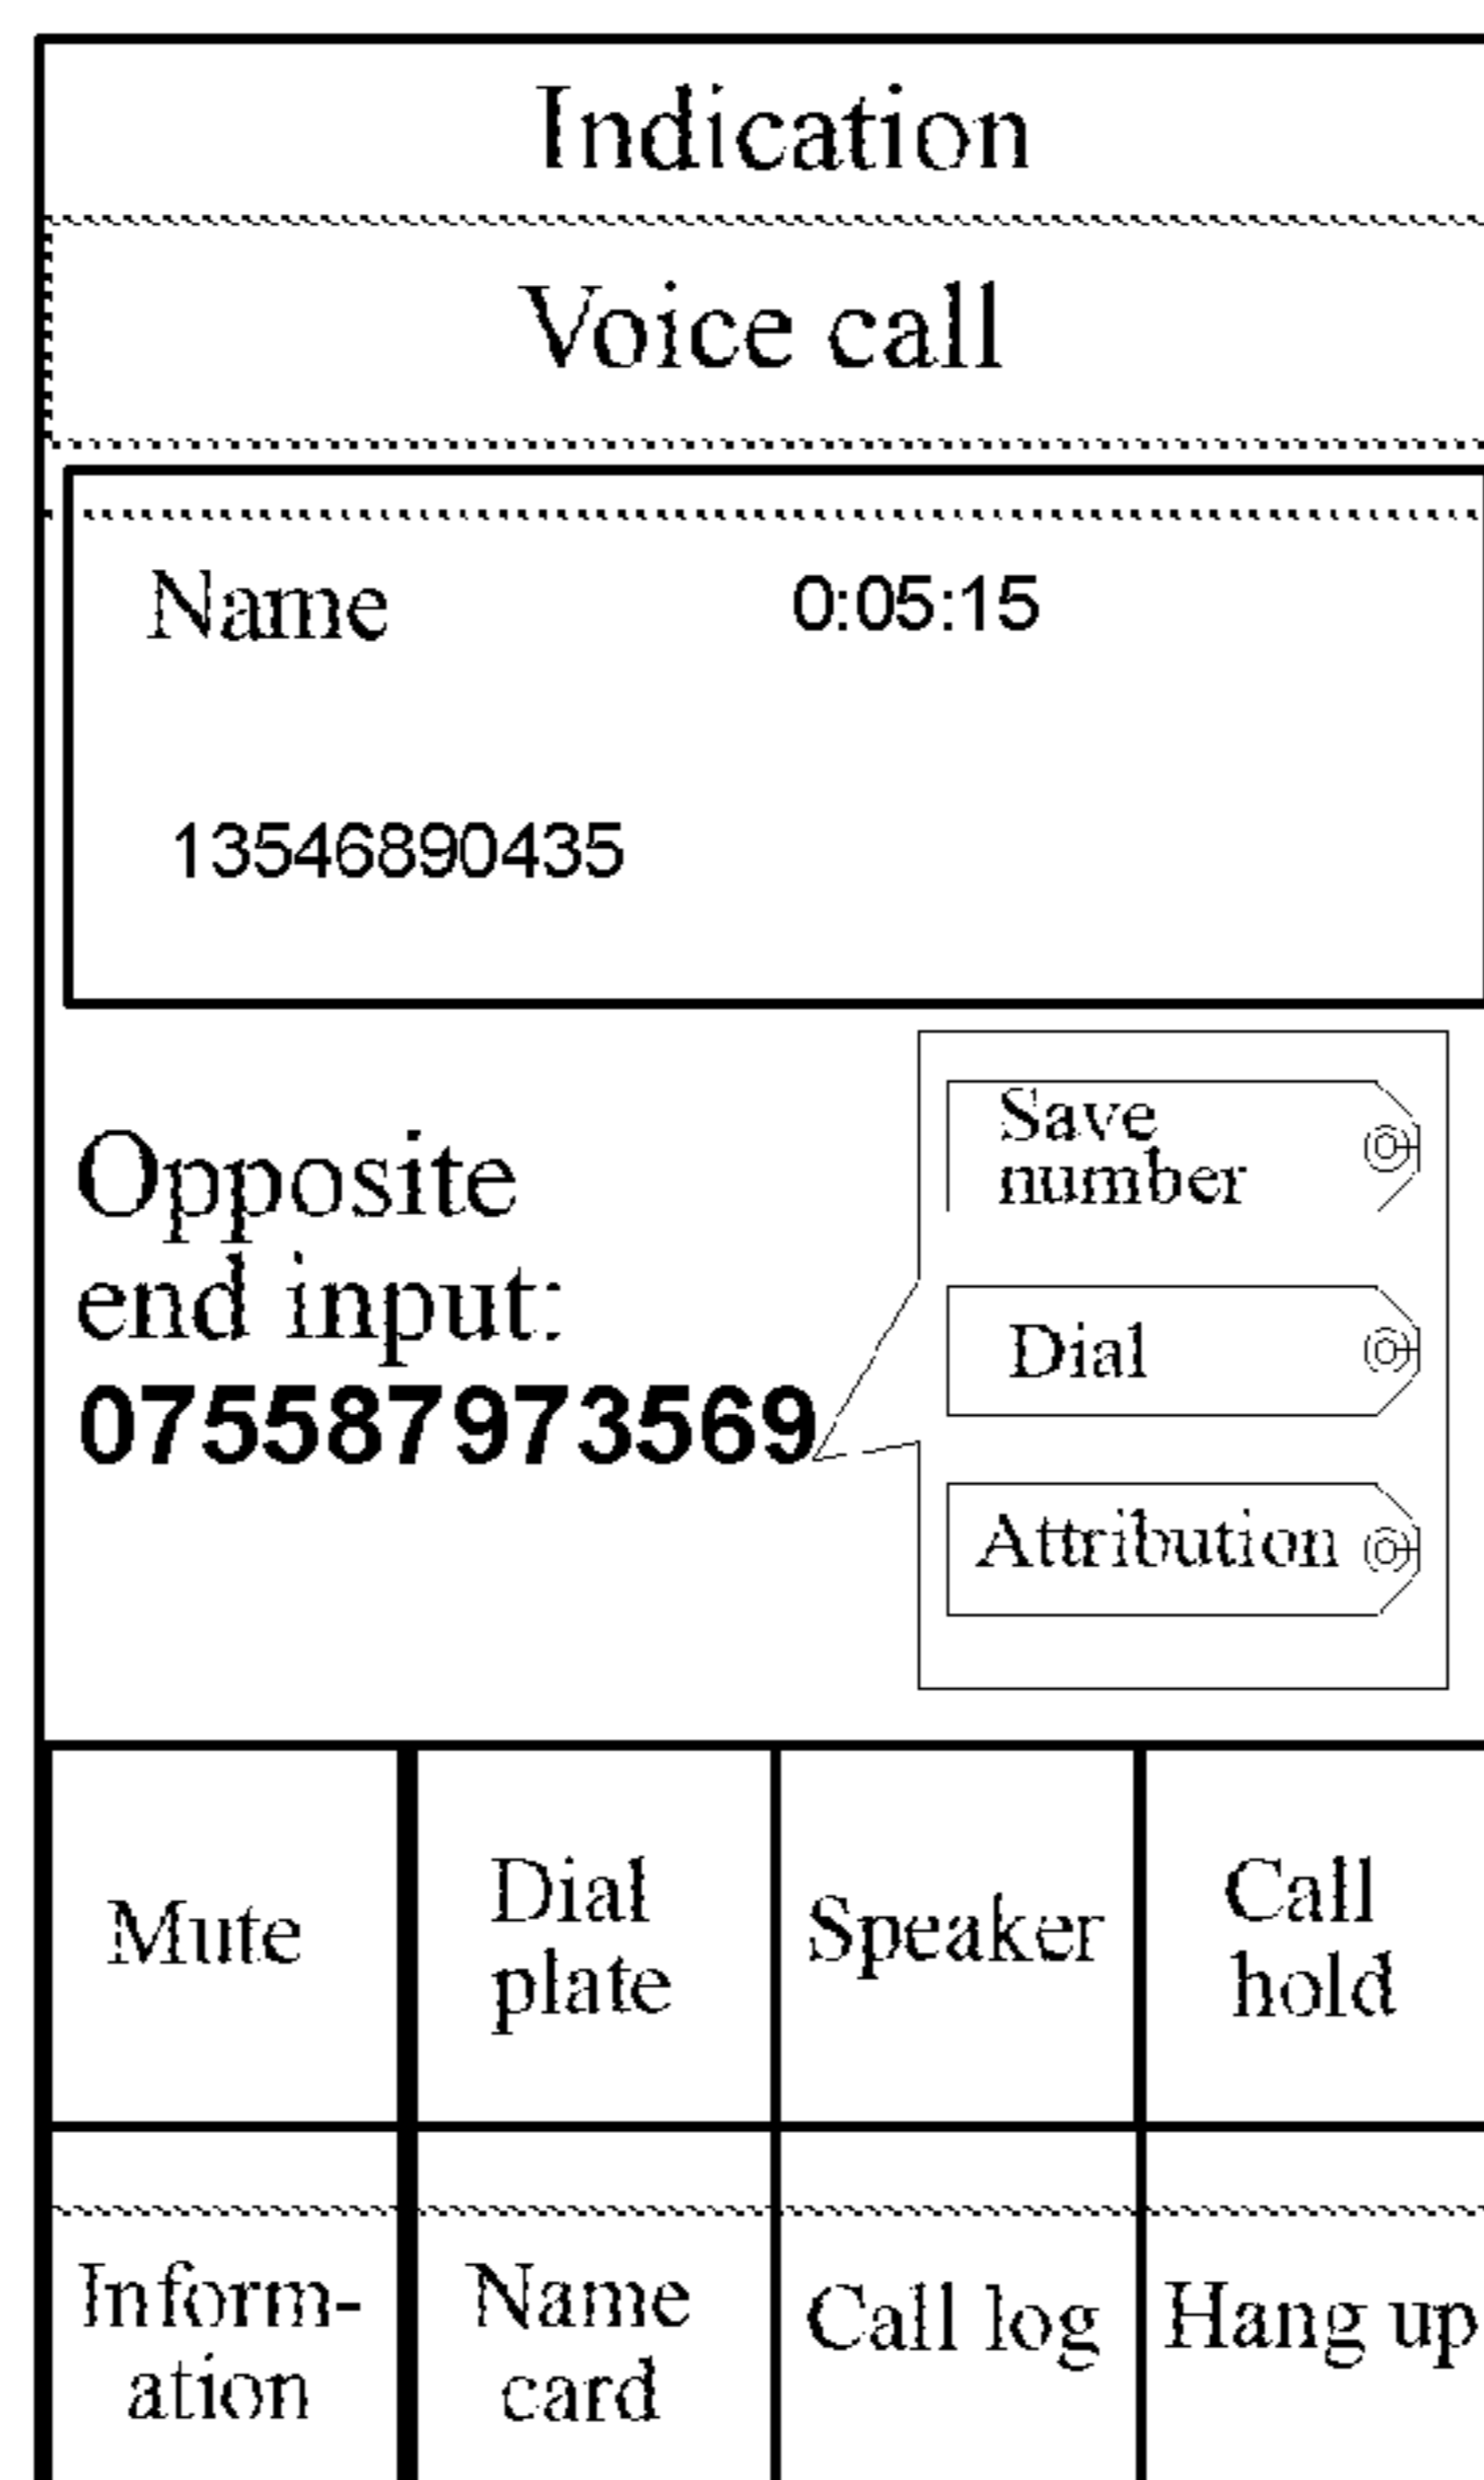 Indication
Voice call
Name 0:05:15
13546890435
Opposite
end input:
075587973569
Save
number
Dial
Attribution
Mute
Dial
plate
Speaker
Call
hold
Inform-
ation
Name
card
Call log
Hang up